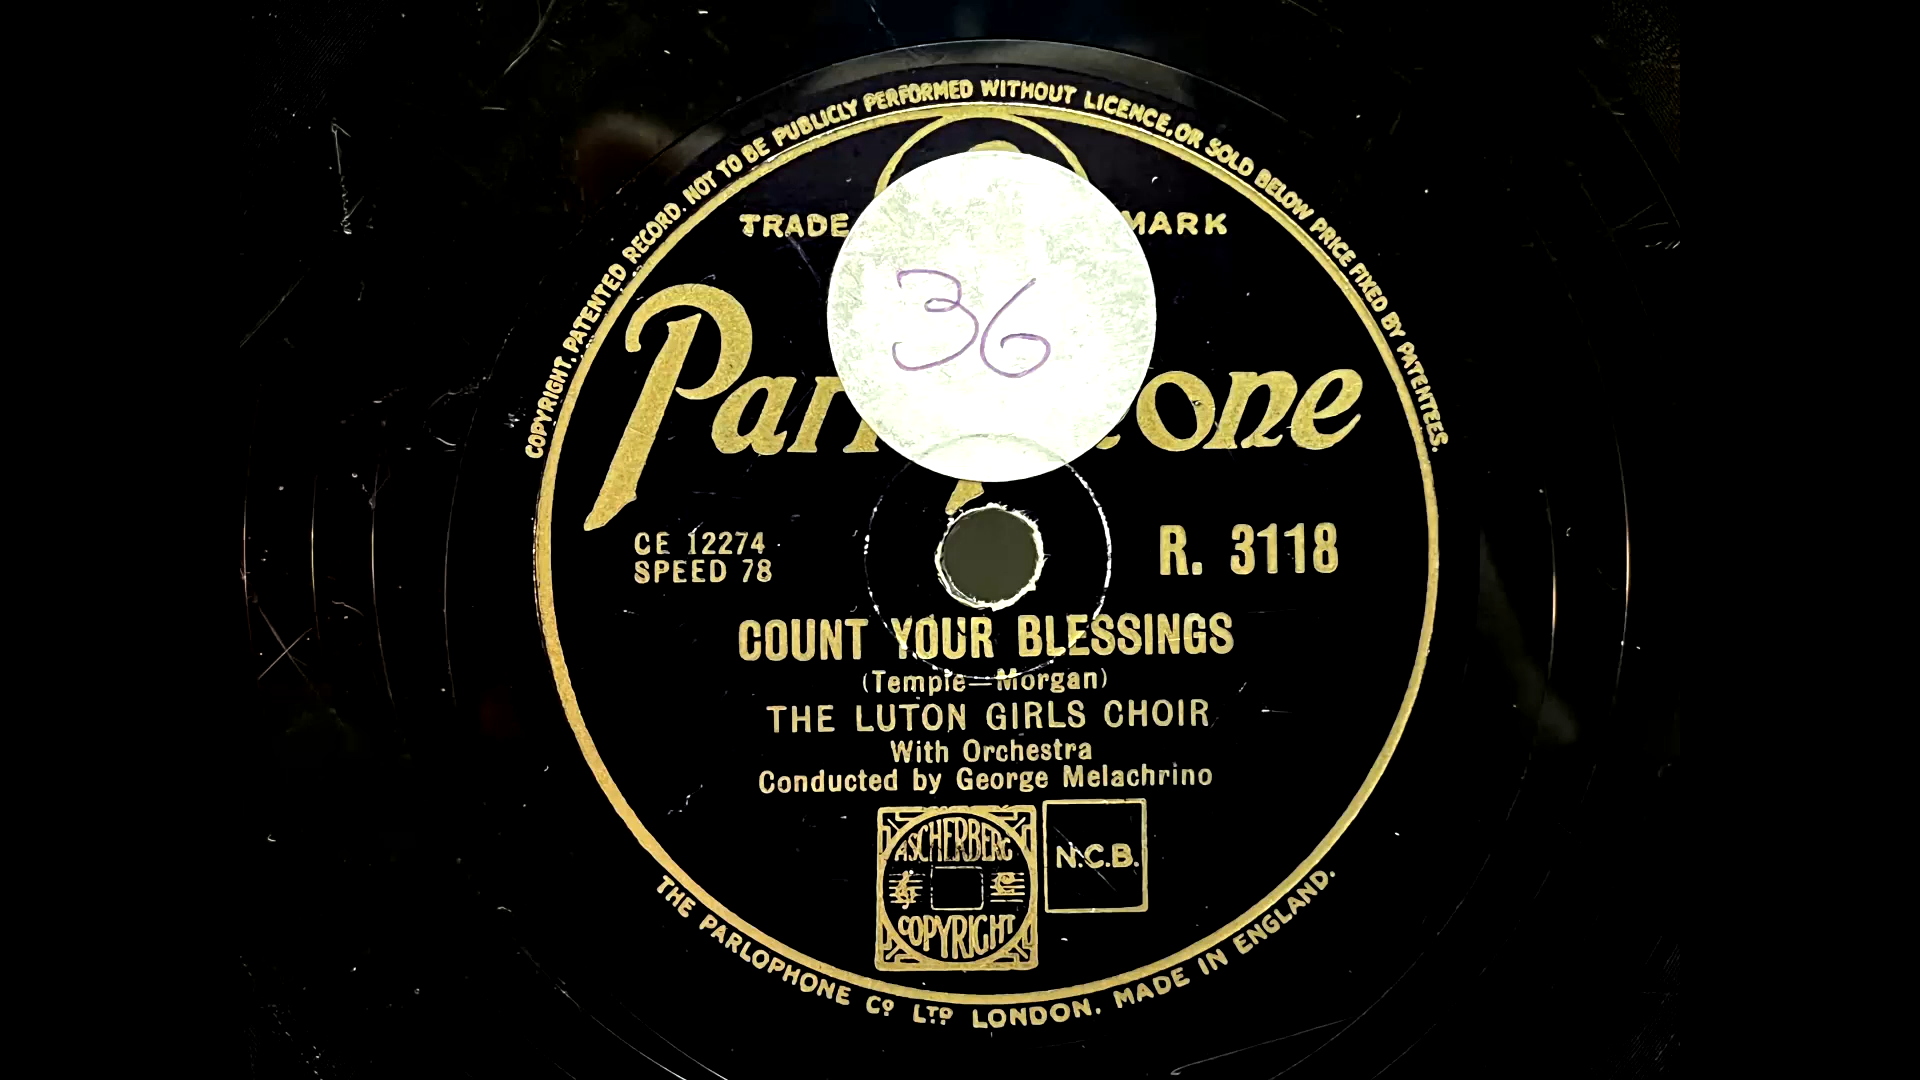 COPYRIGHT. PATENTED RECORD. NOT TO BE PUBLICLY PERFORMED WITHOUT LICENCE, OR SOLD BELOW PRICE FIXED BY PATENTEES.
TRADE MARK
36
CE 12274
SPEED 78
R. 3118
COUNT YOUR BLESSINGS
(Temple—Morgan)
THE LUTON GIRLS CHOIR
With Orchestra
Conducted by George Melachrino
ASCHERBERG
COPYRIGHT
N.C.B.
THE PARLOPHONE Co LTD LONDON. MADE IN ENGLAND.